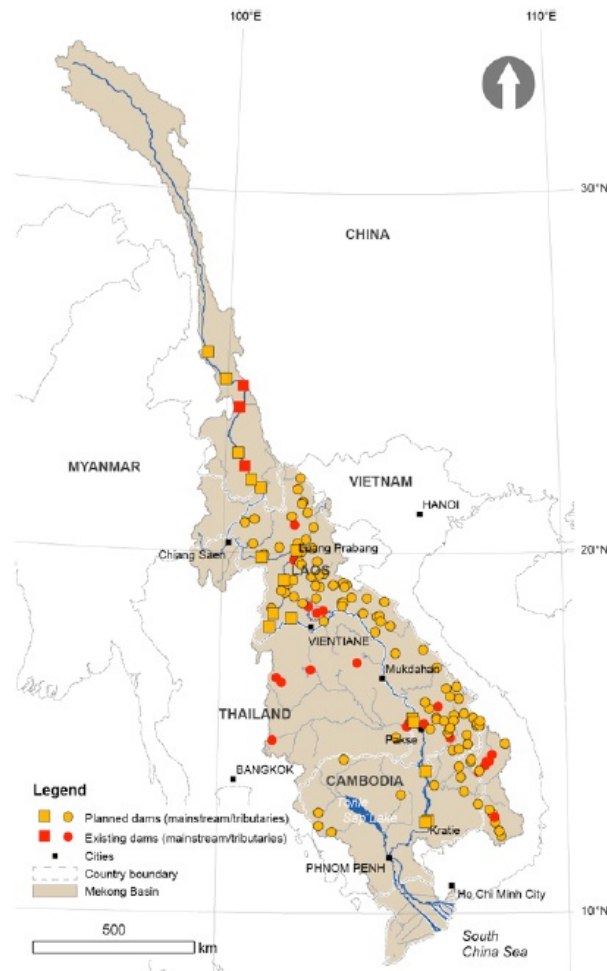 100°E
110°E
30°N
CHINA
MYANMAR
VIETNAM
HANOI
20°N
Chiang Saen
Luang Prabang
LAOS
VIENTIANE
Mukdahan
THAILAND
Pakse
BANGKOK
CAMBODIA
Tonle
Sap Lake
Kratie
PHNOM PENH
Ho Chi Minh City
10°N
South
China Sea
Legend
Planned dams (mainstream/tributaries)
Existing dams (mainstream/tributaries)
Cities
Country boundary
Mekong Basin
500
km